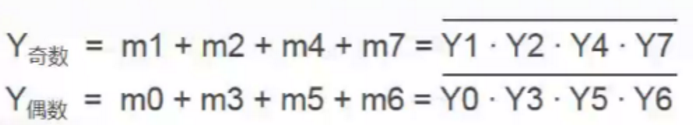 Y奇数 = m1 + m2 + m4 + m7 = Y1 · Y2 · Y4 · Y7
Y偶数 = m0 + m3 + m5 + m6 = Y0 · Y3 · Y5 · Y6